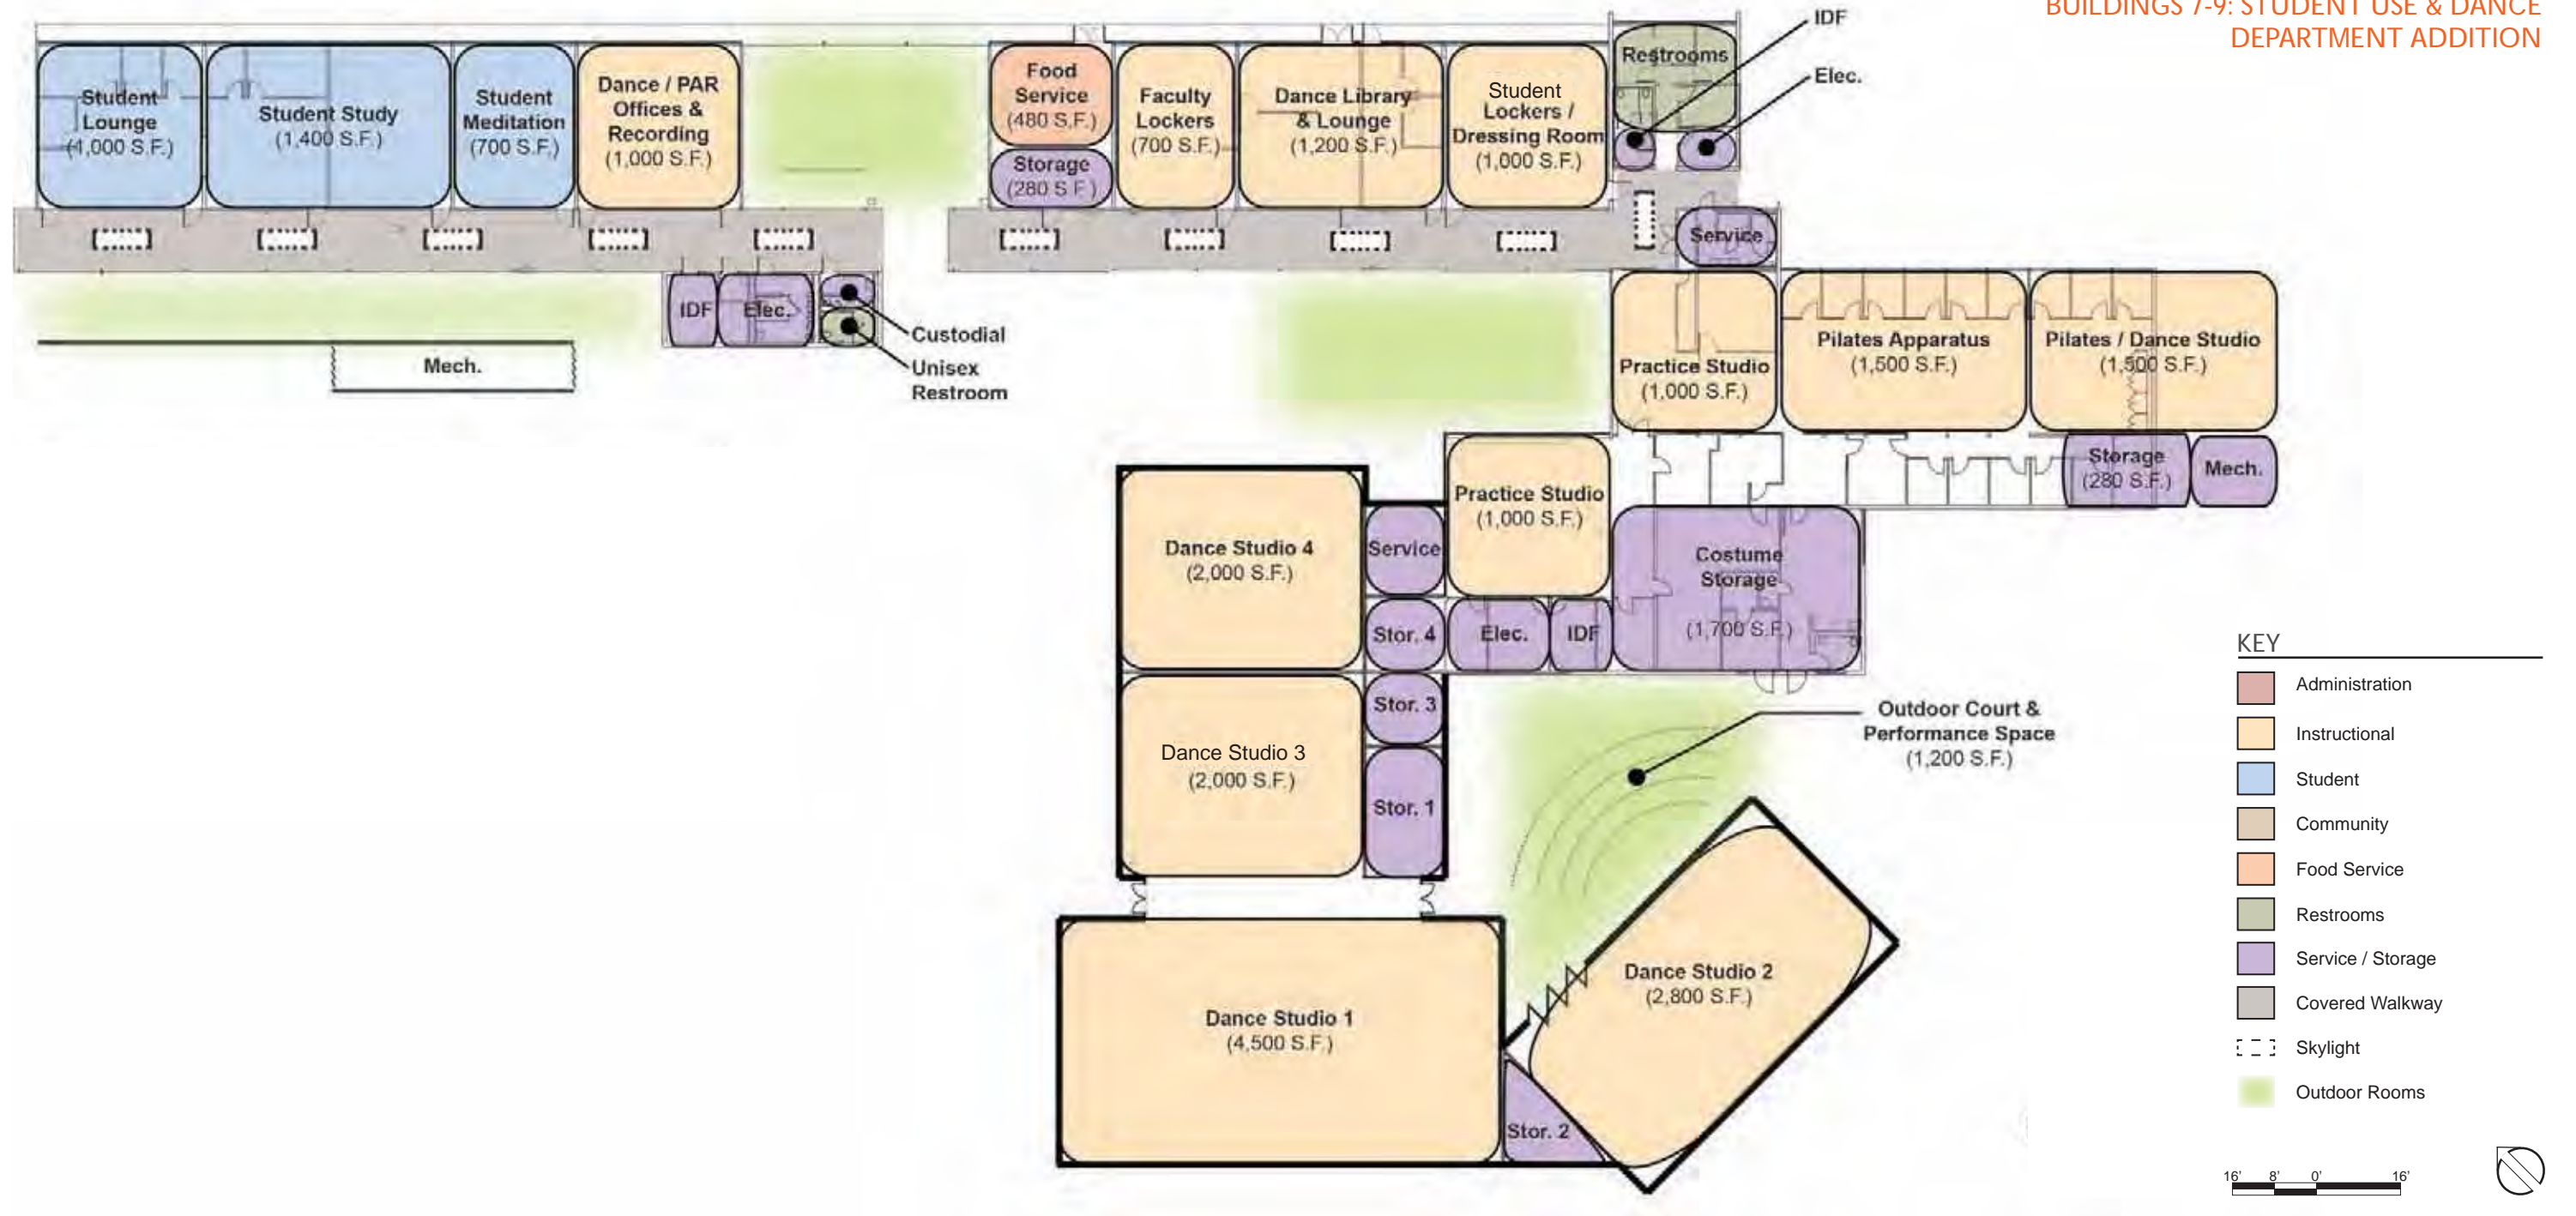 BUILDINGS 7-9: STUDENT USE & DANCE
DEPARTMENT ADDITION
Student
Lounge
(1,000 S.F.)
Student Study
(1,400 S.F.)
Student
Meditation
(700 S.F.)
Dance / PAR
Offices &
Recording
(1,000 S.F.)
Food
Service
(480 S.F.)
Storage
(280 S.F.)
Faculty
Lockers
(700 S.F.)
Dance Library
& Lounge
(1,200 S.F.)
Student
Lockers /
Dressing Room
(1,000 S.F.)
Restrooms
IDF
Elec.
Service
IDF
Elec.
Custodial
Unisex
Restroom
Mech.
Practice Studio
(1,000 S.F.)
Pilates Apparatus
(1,500 S.F.)
Pilates / Dance Studio
(1,500 S.F.)
Storage
(280 S.F.)
Mech.
Practice Studio
(1,000 S.F.)
Dance Studio 4
(2,000 S.F.)
Service
Costume
Storage
(1,700 S.F.)
Stor. 4
Elec.
IDF
Stor. 3
Dance Studio 3
(2,000 S.F.)
Stor. 1
Outdoor Court &
Performance Space
(1,200 S.F.)
Dance Studio 2
(2,800 S.F.)
Dance Studio 1
(4,500 S.F.)
Stor. 2
KEY
Administration
Instructional
Student
Community
Food Service
Restrooms
Service / Storage
Covered Walkway
Skylight
Outdoor Rooms
16' 8' 0' 16'